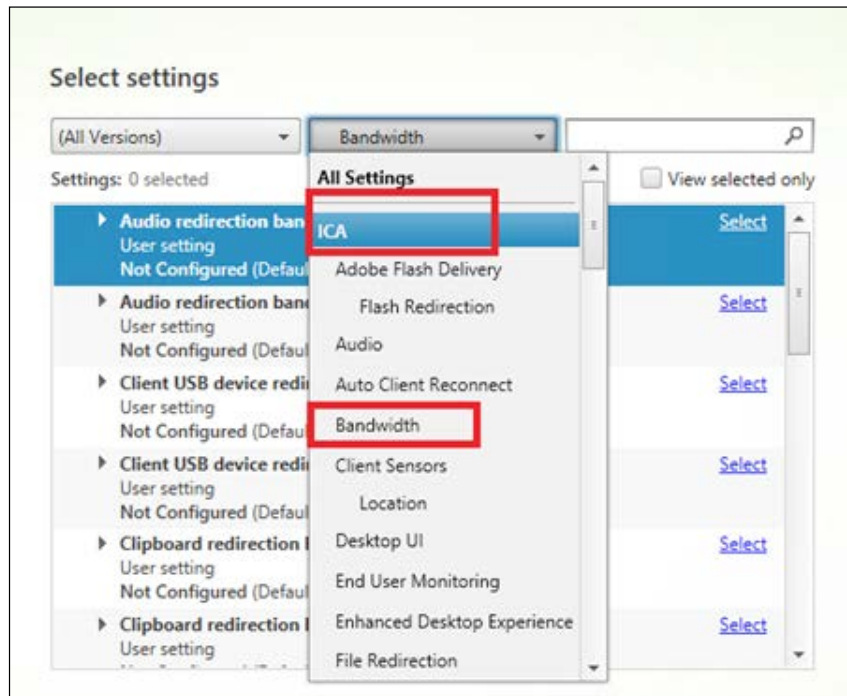 Select settings
(All Versions) Bandwidth
Settings: 0 selected
View selected only
All Settings
ICA
Adobe Flash Delivery
Flash Redirection
Audio
Auto Client Reconnect
Bandwidth
Client Sensors
Location
Desktop UI
End User Monitoring
Enhanced Desktop Experience
File Redirection
Audio redirection ban
Select
User setting
Not Configured (Defaul
Audio redirection band
Select
User setting
Not Configured (Defaul
Client USB device redi
Select
User setting
Not Configured (Defaul
Client USB device redi
Select
User setting
Not Configured (Defaul
Clipboard redirection
Select
User setting
Not Configured (Defaul
Clipboard redirection
Select
User setting